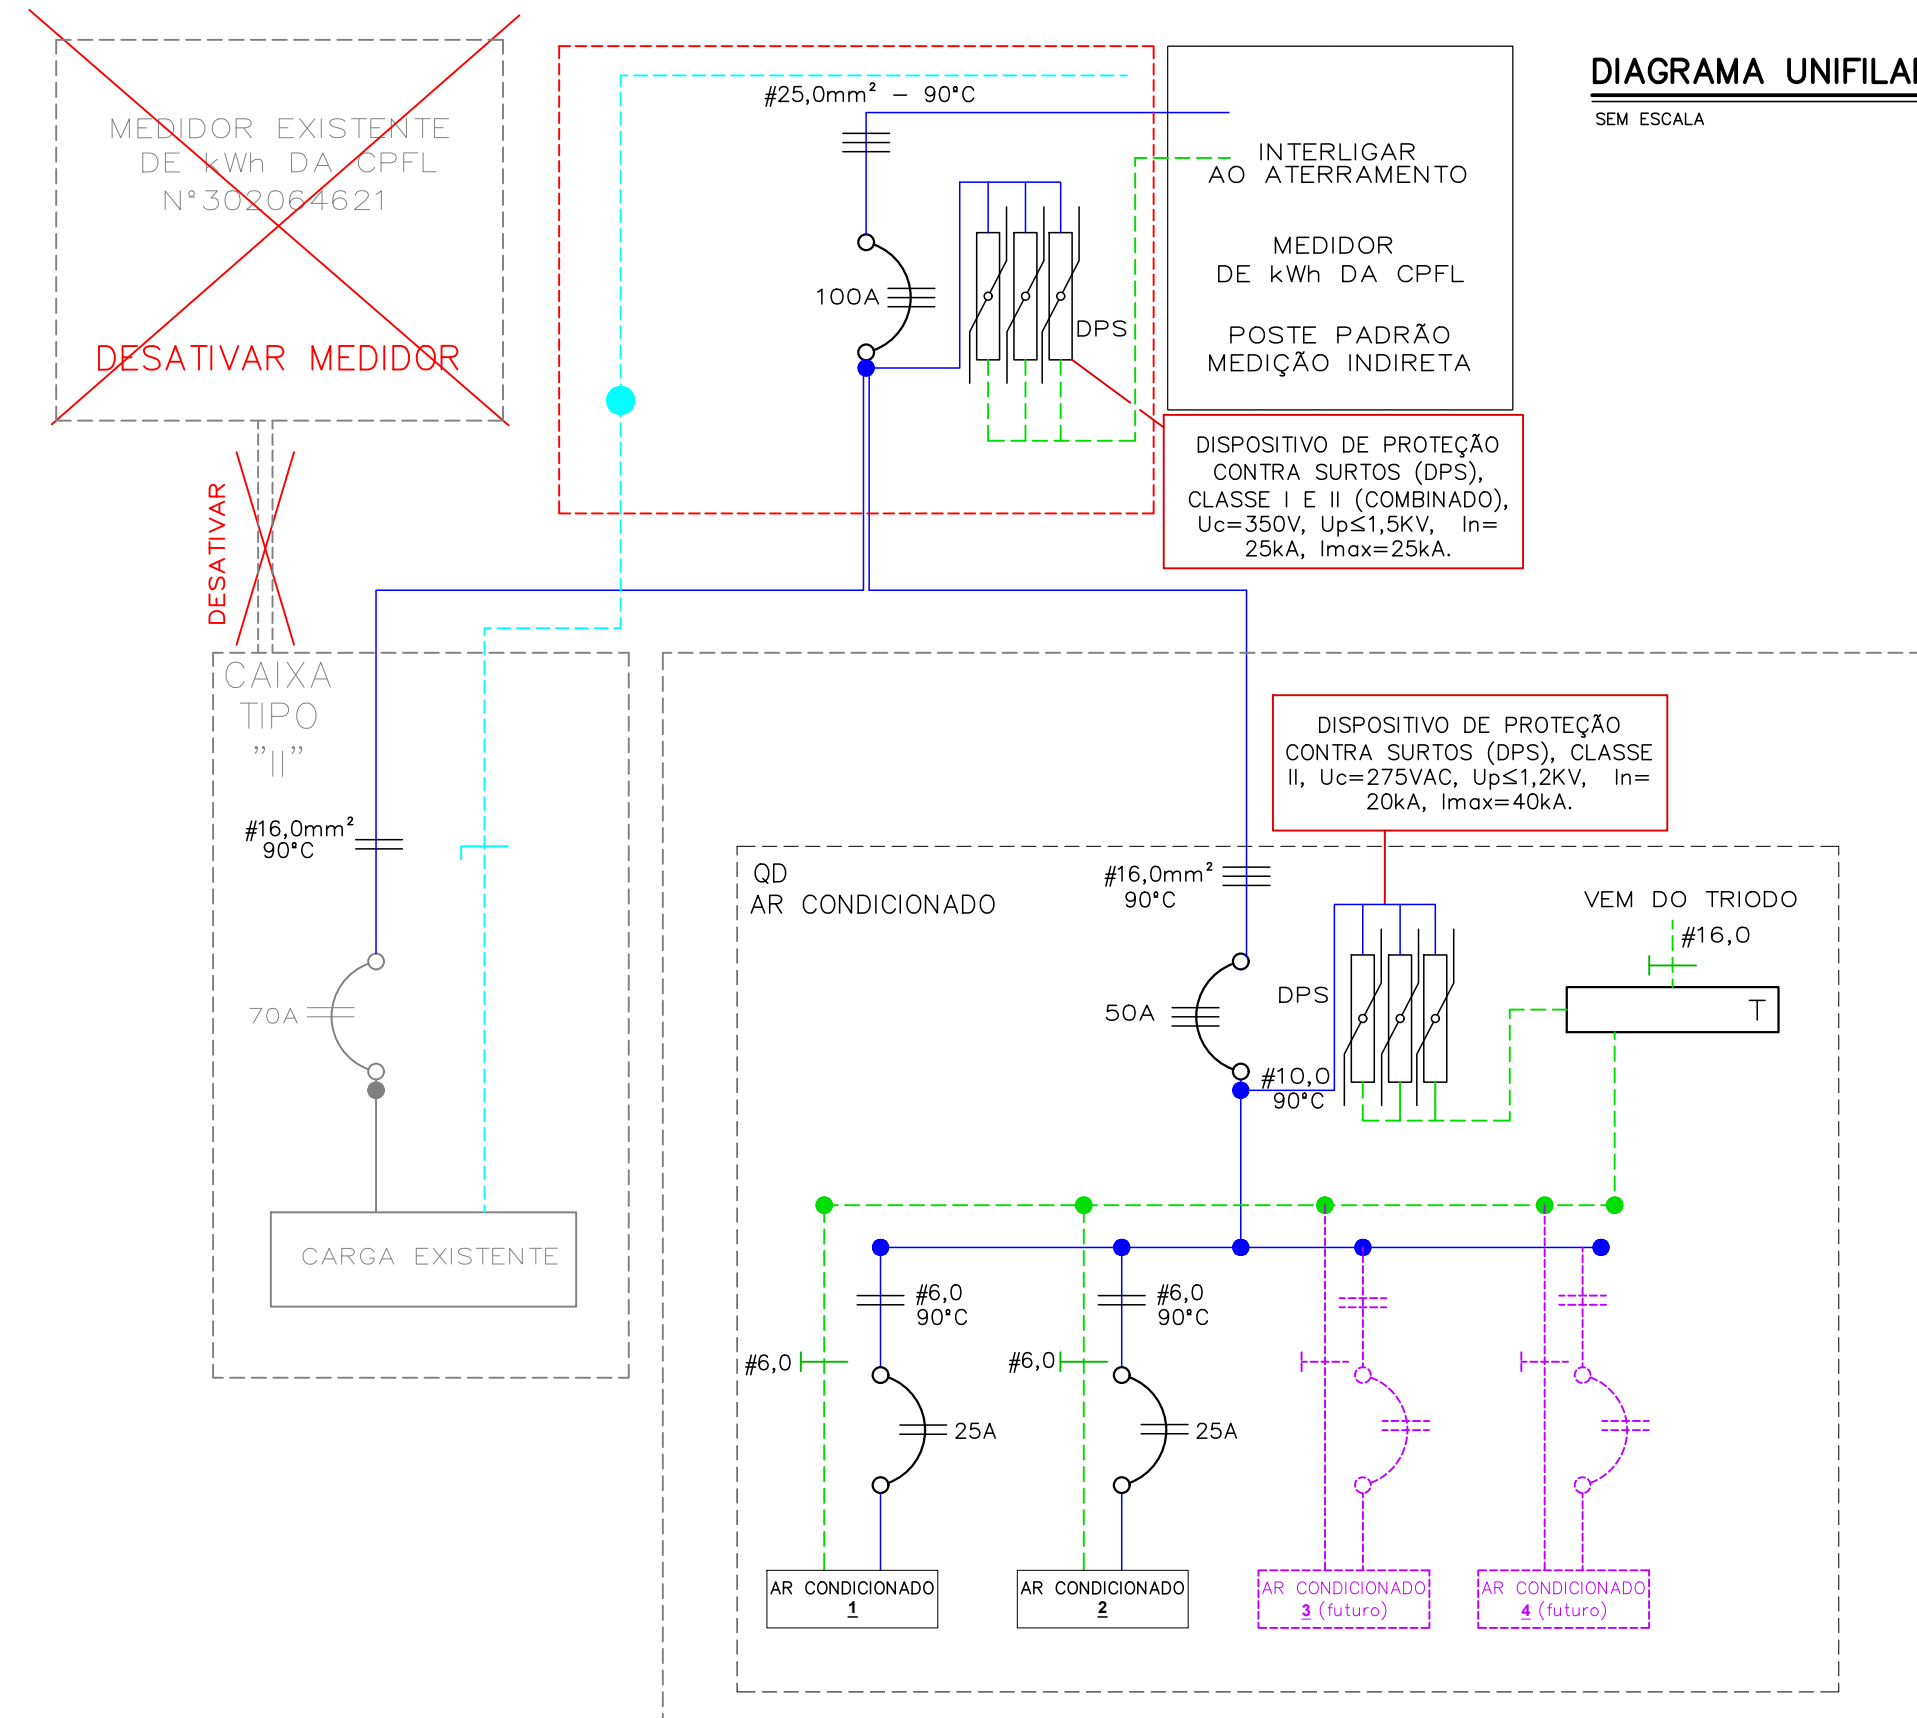 MEDIDOR EXISTENTE
DE kWh DA CPFL
Nº302064621
DESATIVAR MEDIDOR
DESATIVAR
#25,0mm² - 90°C
100A
DPS
INTERLIGAR
AO ATERRAMENTO
MEDIDOR
DE kWh DA CPFL
POSTE PADRÃO
MEDIÇÃO INDIRETA
DIAGRAMA UNIFILAR
SEM ESCALA
DISPOSITIVO DE PROTEÇÃO
CONTRA SURTOS (DPS),
CLASSE I E II (COMBINADO),
Uc=350V, Up≤1,5KV, In=
25kA, Imax=25kA.
CAIXA
TIPO
"II"
#16,0mm²
90°C
70A
CARGA EXISTENTE
DISPOSITIVO DE PROTEÇÃO
CONTRA SURTOS (DPS), CLASSE
II, Uc=275VAC, Up≤1,2KV, In=
20kA, Imax=40kA.
QD
AR CONDICIONADO
#16,0mm²
90°C
VEM DO TRIODO
#16,0
T
50A
DPS
#10,0
90°C
#6,0
90°C
#6,0
90°C
#6,0
#6,0
25A
25A
AR CONDICIONADO
1
AR CONDICIONADO
2
AR CONDICIONADO
3 (futuro)
AR CONDICIONADO
4 (futuro)